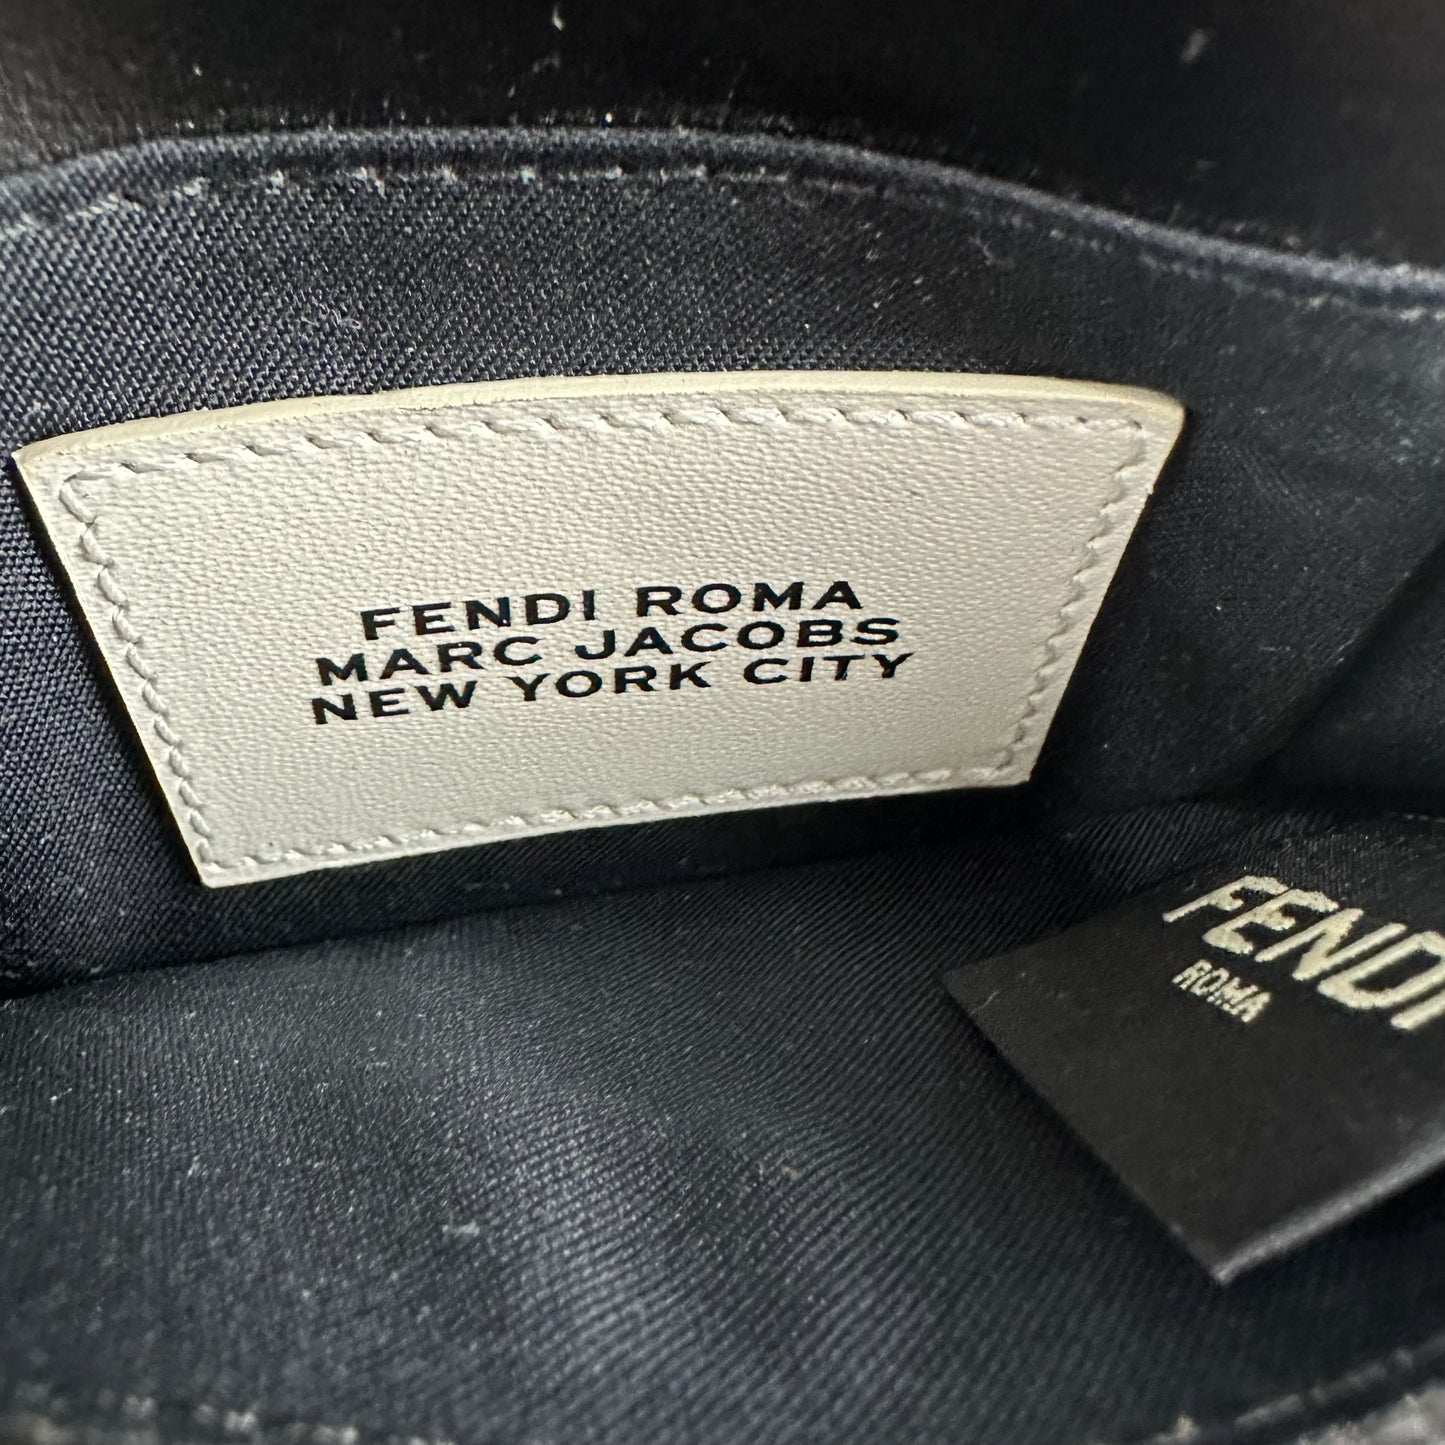 FENDI ROMA
MARC JACOBS
NEW YORK CITY
FENDI
ROMA